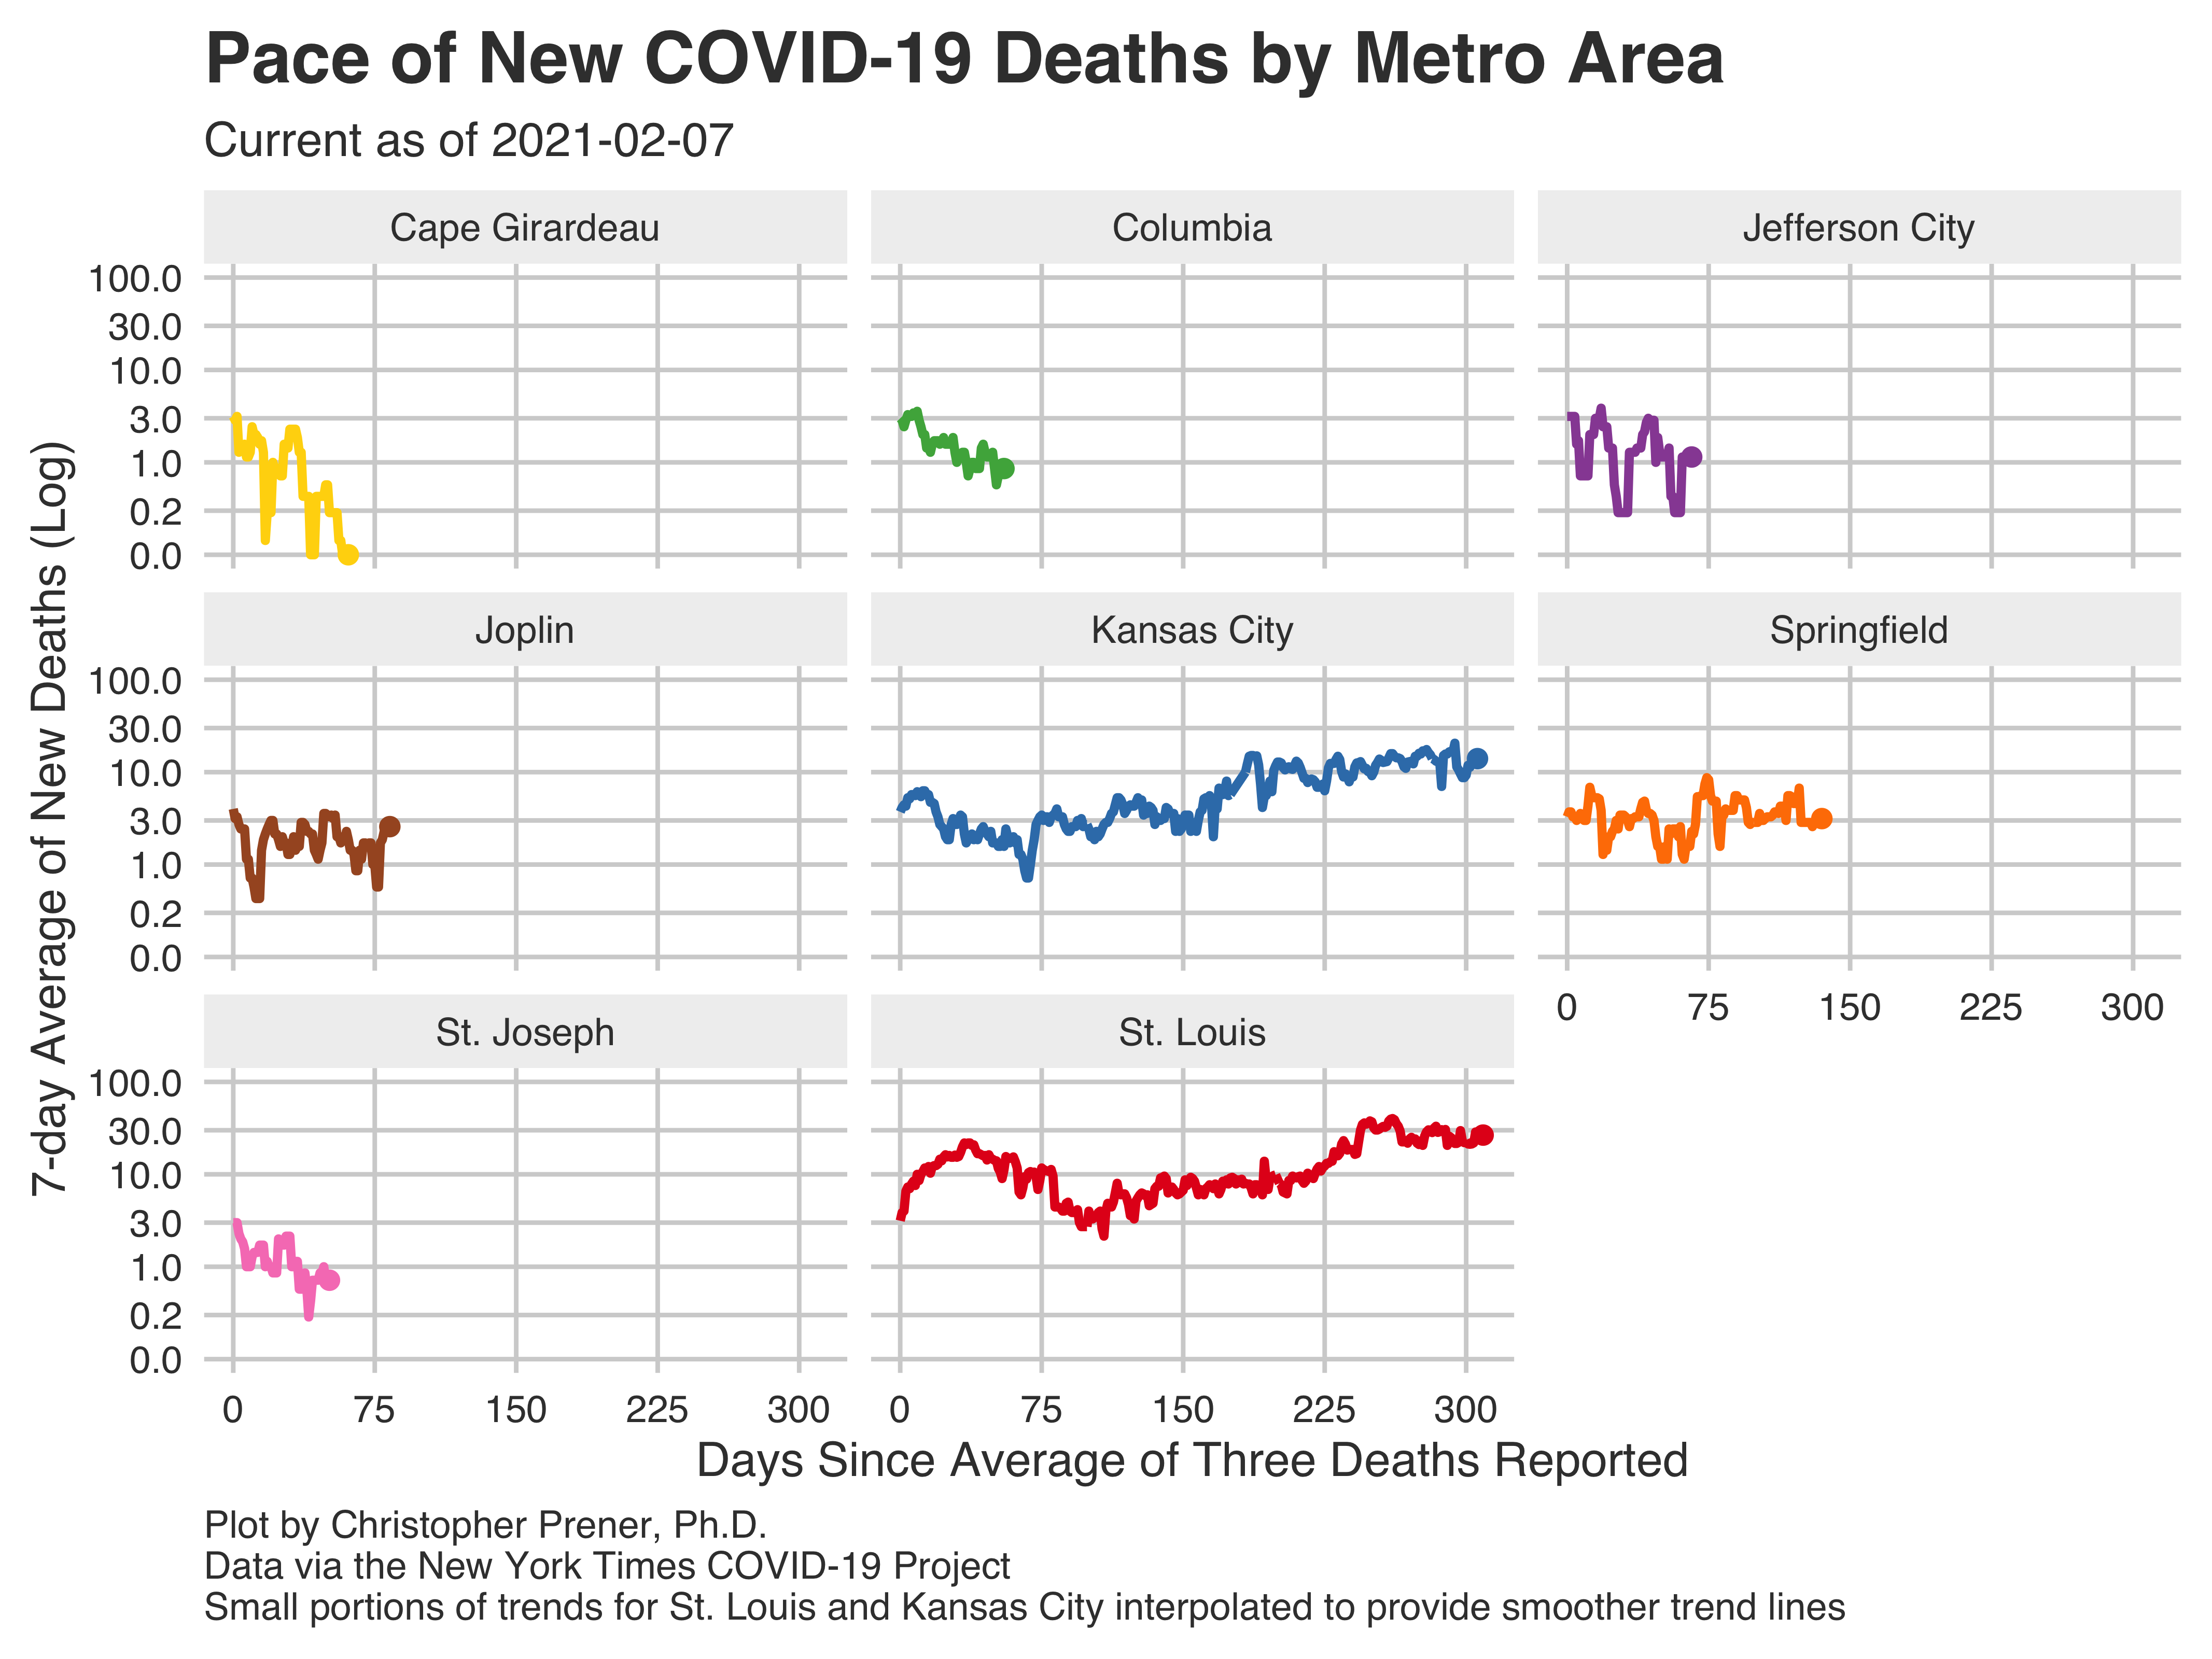 Pace of New COVID-19 Deaths by Metro Area
Current as of 2021-02-07
7-day Average of New Deaths (Log)
Cape Girardeau
Columbia
Jefferson City
100.0
30.0
10.0
3.0
1.0
0.2
0.0
Joplin
Kansas City
Springfield
100.0
30.0
10.0
3.0
1.0
0.2
0.0
0 75 150 225 300
St. Joseph
St. Louis
100.0
30.0
10.0
3.0
1.0
0.2
0.0
0 75 150 225 300
0 75 150 225 300
Days Since Average of Three Deaths Reported
Plot by Christopher Prener, Ph.D.
Data via the New York Times COVID-19 Project
Small portions of trends for St. Louis and Kansas City interpolated to provide smoother trend lines